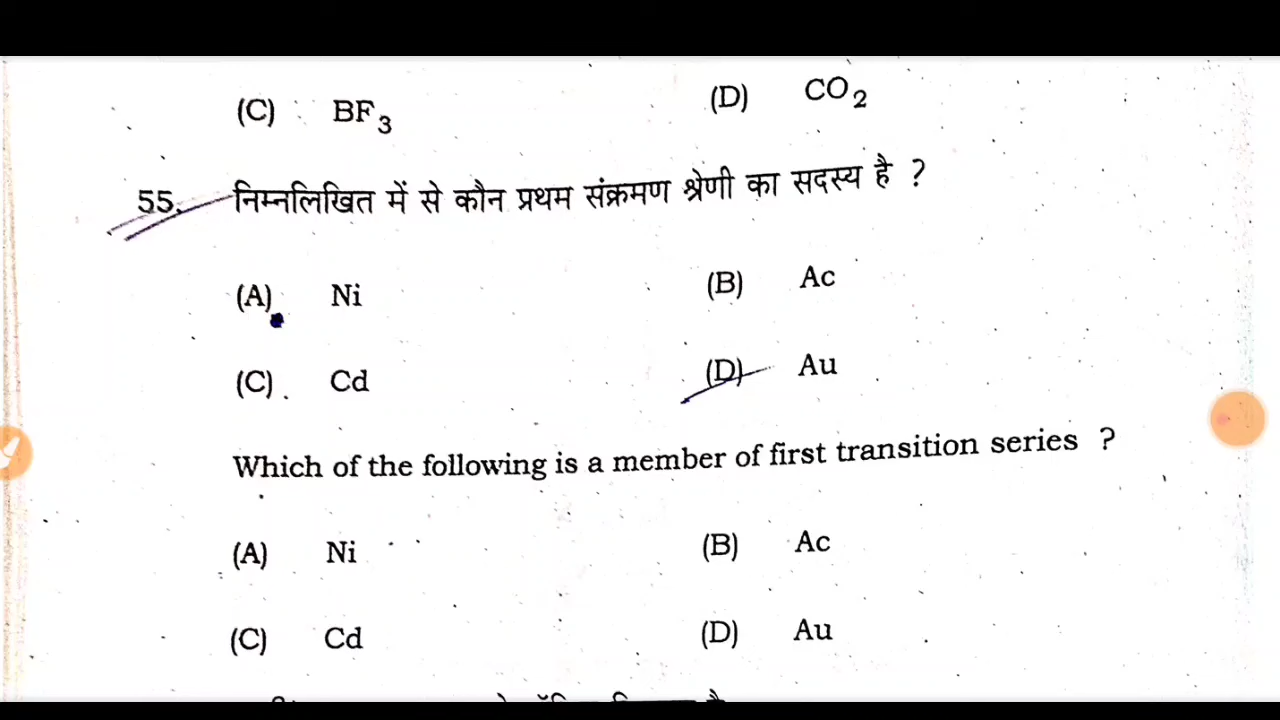 (C) BF3 (D) CO2
55. निम्नलिखित में से कौन प्रथम संक्रमण श्रेणी का सदस्य है ?
(A) Ni (B) Ac
(C) Cd (D) Au
Which of the following is a member of first transition series ?
(A) Ni (B) Ac
(C) Cd (D) Au